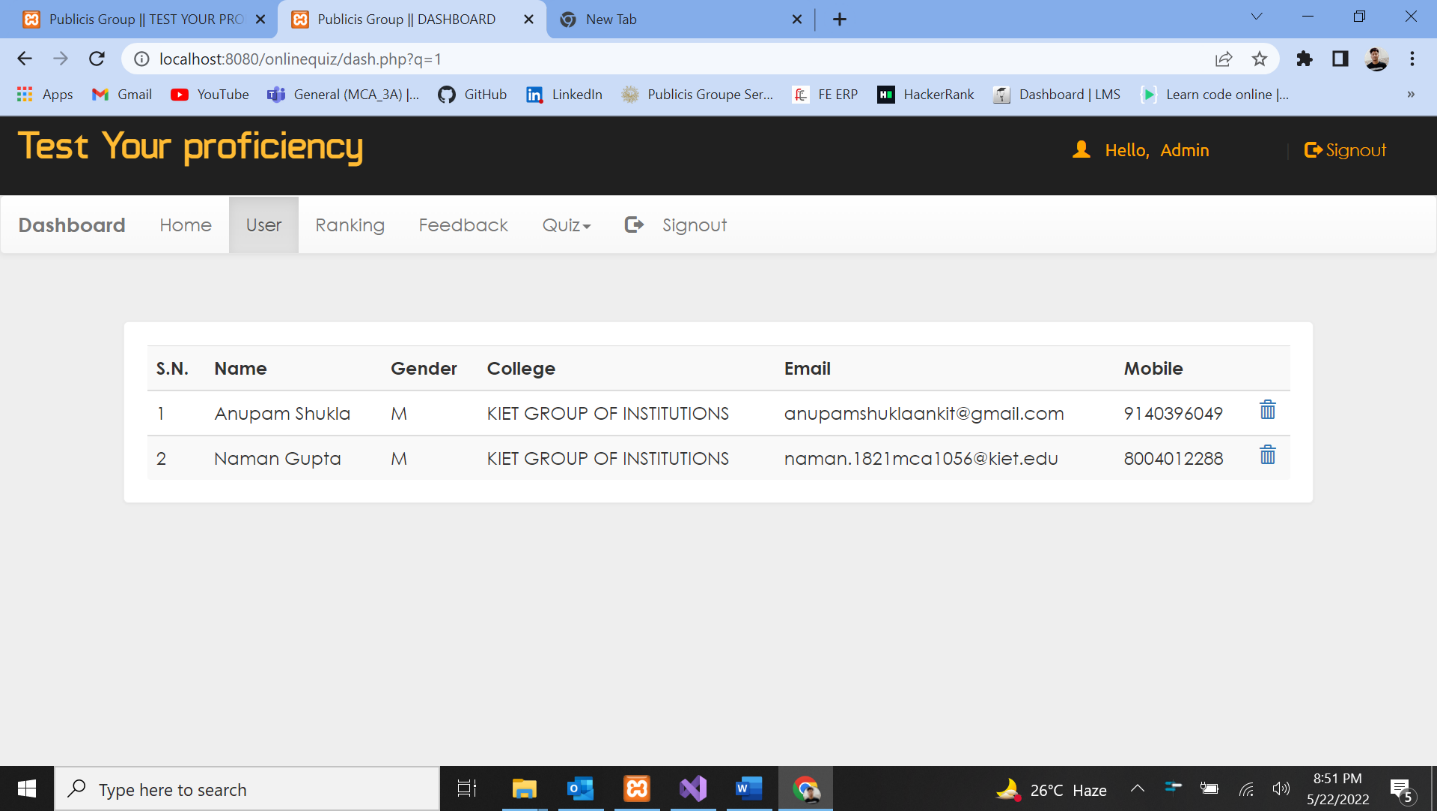 Publicis Group || TEST YOUR PRO
Publicis Group || DASHBOARD
New Tab
localhost:8080/onlinequiz/dash.php?q=1
Apps Gmail YouTube General (MCA_3A) |... GitHub LinkedIn Publicis Groupe Ser... FE ERP HackerRank Dashboard | LMS Learn code online |... »
Test Your proficiency
Hello, Admin | Signout
Dashboard Home User Ranking Feedback Quiz Signout
S.N. Name Gender College Email Mobile
1 Anupam Shukla M KIET GROUP OF INSTITUTIONS anupamshuklaankit@gmail.com 9140396049
2 Naman Gupta M KIET GROUP OF INSTITUTIONS naman.1821mca1056@kiet.edu 8004012288
Type here to search
26°C Haze
8:51 PM
5/22/2022
5